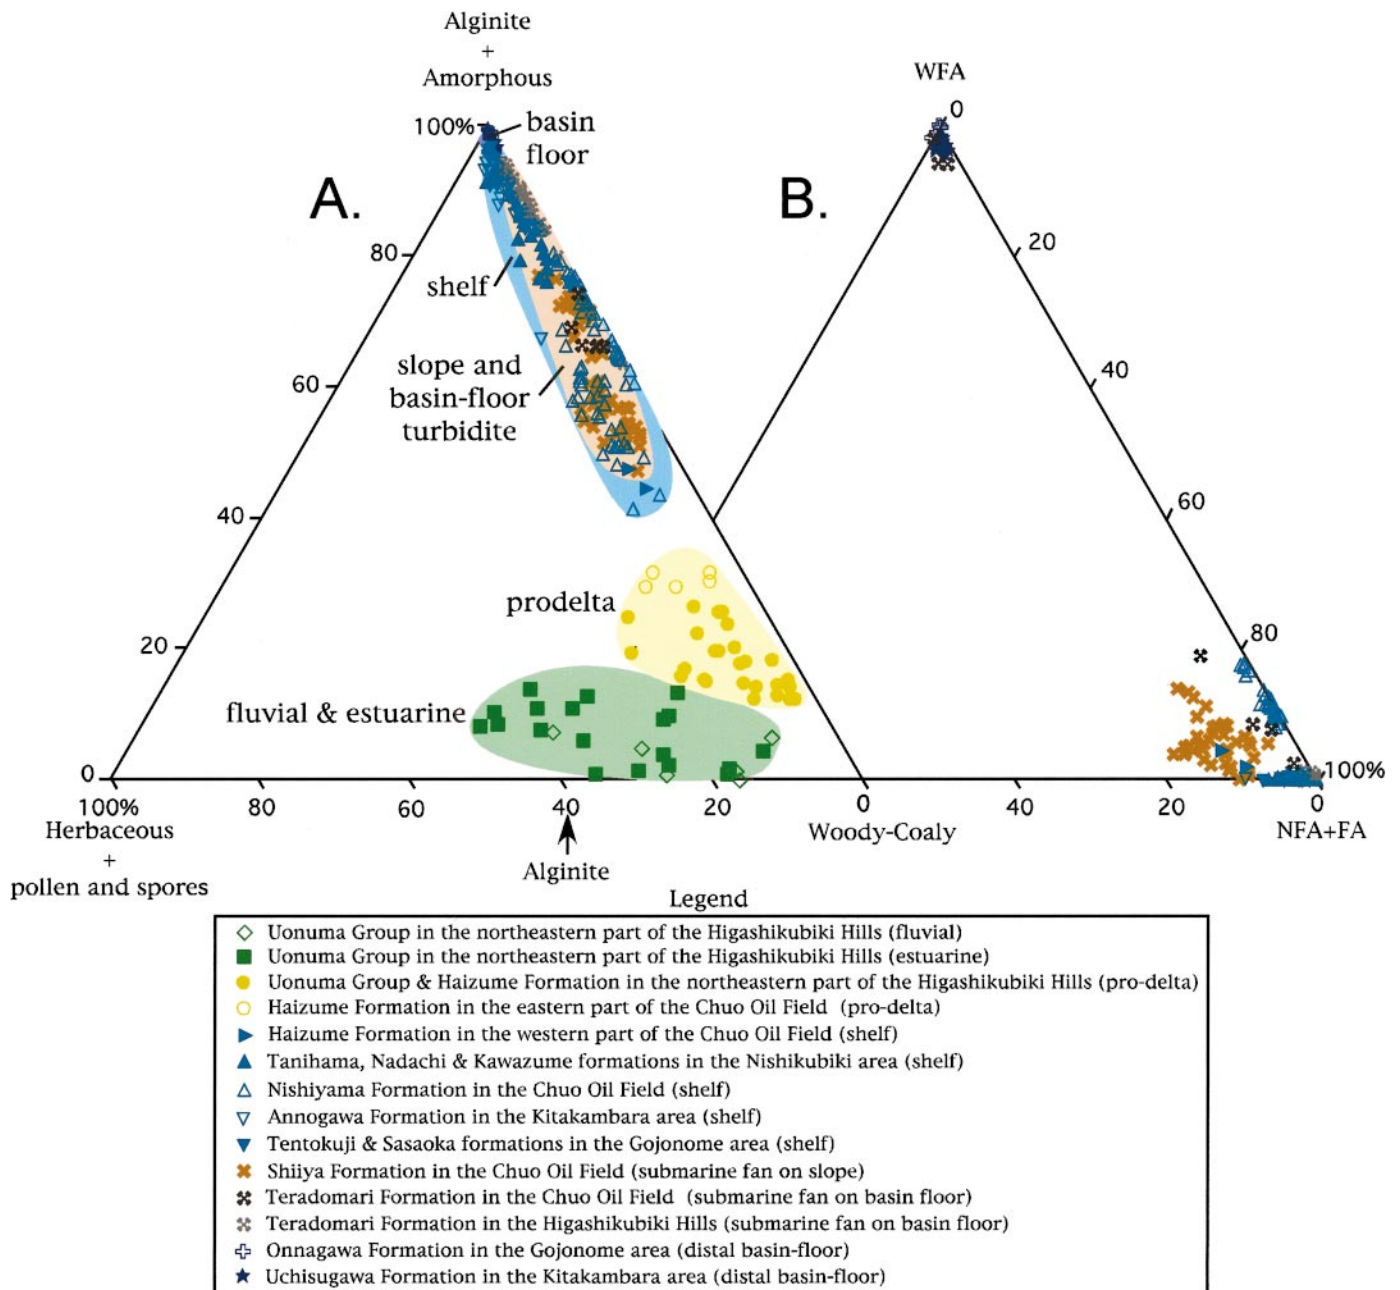 Alginite
+
Amorphous
100%
basin
floor
A.
80
shelf
slope and
basin-floor
turbidite
60
40
prodelta
20
fluvial & estuarine
0
100%
80
60
40
20
0
Herbaceous
+
pollen and spores
Alginite
Woody-Coaly
WFA
0
B.
20
40
60
80
100%
40
20
0
NFA+FA
Legend
Uonuma Group in the northeastern part of the Higashikubiki Hills (fluvial)
Uonuma Group in the northeastern part of the Higashikubiki Hills (estuarine)
Uonuma Group & Haizume Formation in the northeastern part of the Higashikubiki Hills (pro-delta)
Haizume Formation in the eastern part of the Chuo Oil Field (pro-delta)
Haizume Formation in the western part of the Chuo Oil Field (shelf)
Tanihama, Nadachi & Kawazume formations in the Nishikubiki area (shelf)
Nishiyama Formation in the Chuo Oil Field (shelf)
Annogawa Formation in the Kitakambara area (shelf)
Tentokuji & Sasaoka formations in the Gojonome area (shelf)
Shiiya Formation in the Chuo Oil Field (submarine fan on slope)
Teradomari Formation in the Chuo Oil Field (submarine fan on basin floor)
Teradomari Formation in the Higashikubiki Hills (submarine fan on basin floor)
Onnagawa Formation in the Gojonome area (distal basin-floor)
Uchisugawa Formation in the Kitakambara area (distal basin-floor)